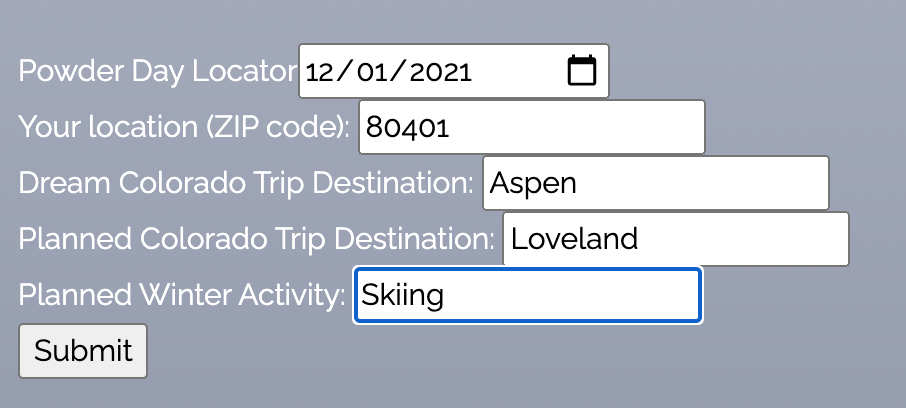 Powder Day Locator 12/01/2021
Your location (ZIP code): 80401
Dream Colorado Trip Destination: Aspen
Planned Colorado Trip Destination: Loveland
Planned Winter Activity: Skiing
Submit